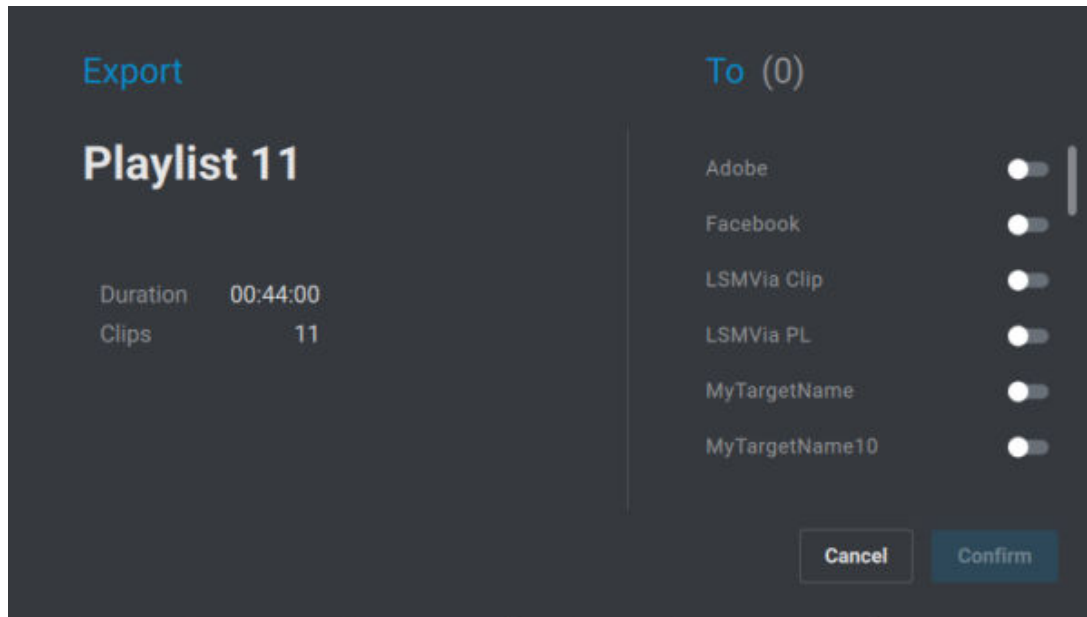 Export
Playlist 11
Duration 00:44:00
Clips 11
To (0)
Adobe
Facebook
LSMVia Clip
LSMVia PL
MyTargetName
MyTargetName10
Cancel
Confirm